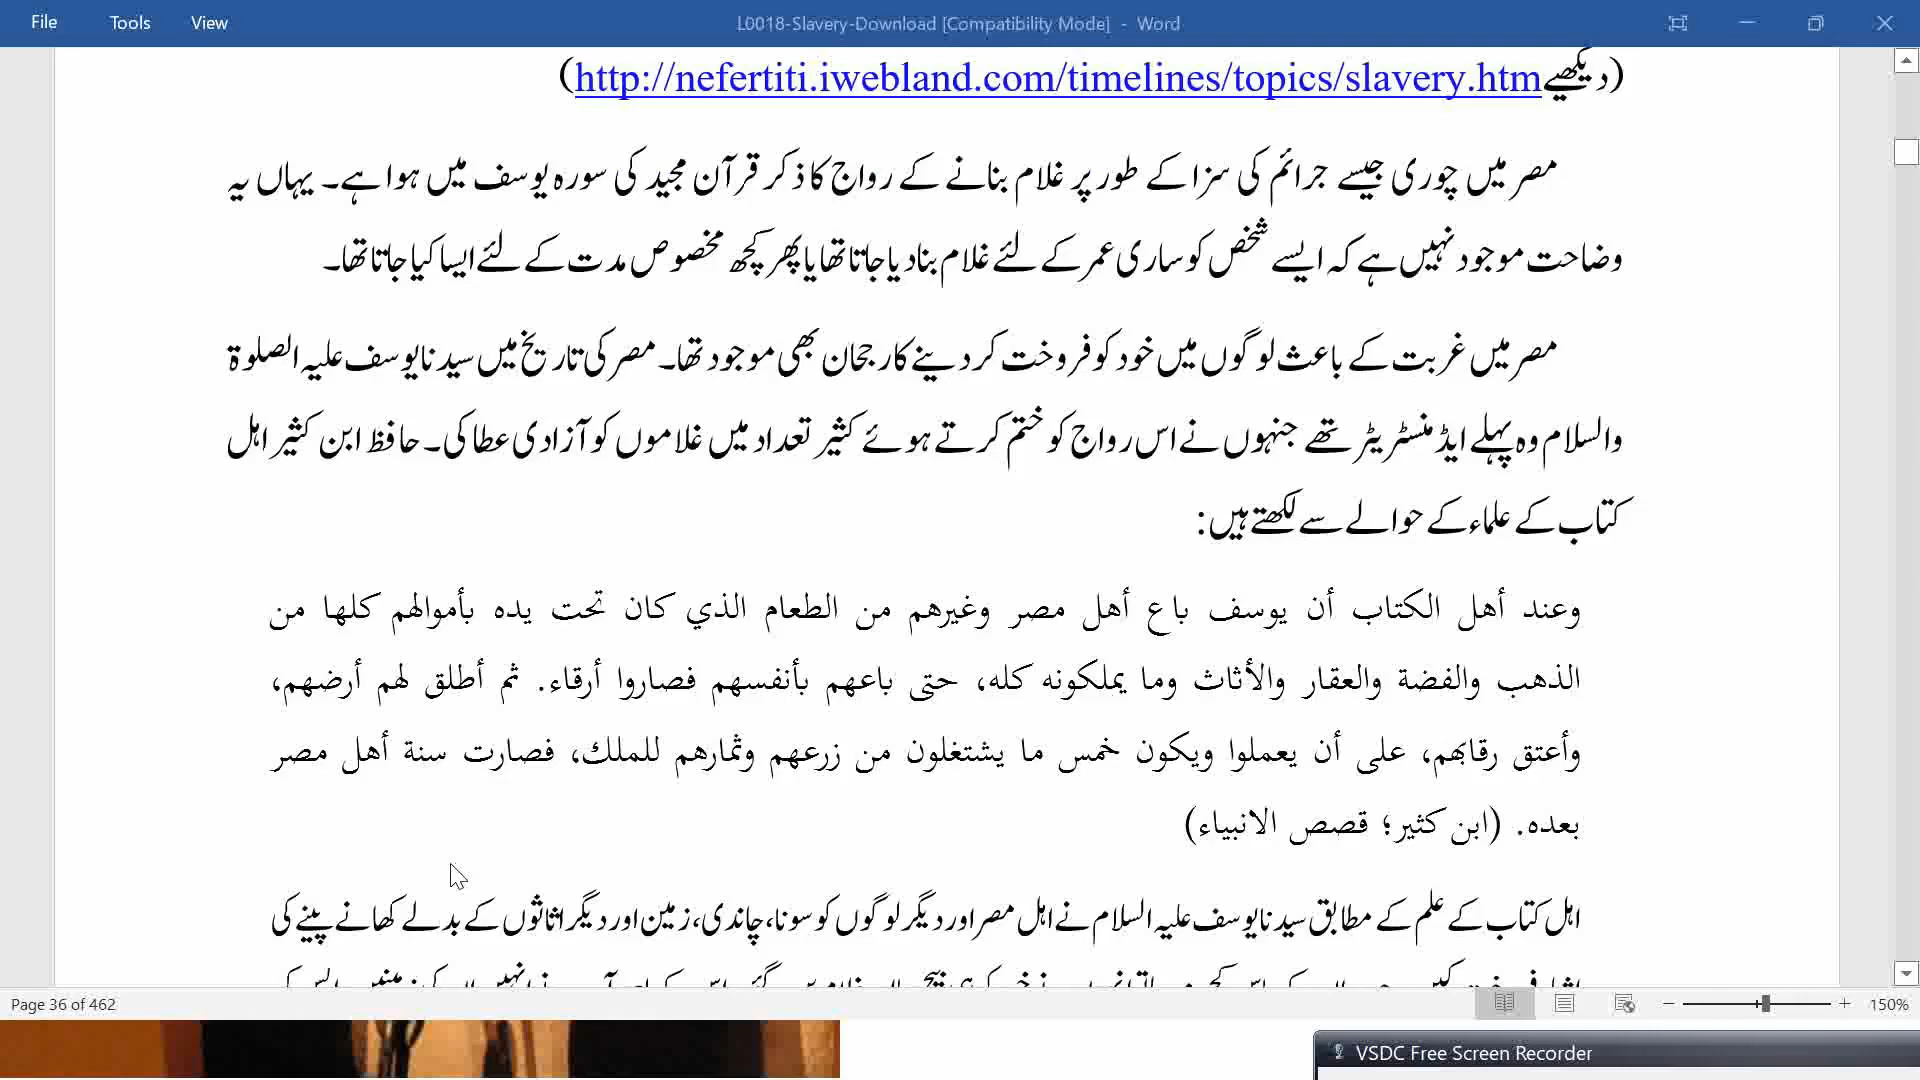 File Tools View L0018-Slavery-Download [Compatibility Mode] - Word
(دیکھیے http://nefertiti.iwebland.com/timelines/topics/slavery.htm)
مصر میں چوری جیسے جرائم کی سزا کے طور پر غلام بنانے کے رواج کا ذکر قرآن مجید کی سورہ یوسف میں ہوا ہے۔ یہاں یہ
وضاحت موجود نہیں ہے کہ ایسے شخص کو ساری عمر کے لئے غلام بنا دیا جاتا تھا یا پھر کچھ مخصوص مدت کے لئے ایسا کیا جاتا تھا۔
مصر میں غربت کے باعث لوگوں میں خود کو فروخت کر دینے کا رجحان بھی موجود تھا۔ مصر کی تاریخ میں سیدنا یوسف علیہ الصلوۃ
والسلام وہ پہلے ایڈمنسٹریٹر تھے جنہوں نے اس رواج کو ختم کرتے ہوئے کثیر تعداد میں غلاموں کو آزادی عطا کی۔ حافظ ابن کثیر اہل
کتاب کے علماء کے حوالے سے لکھتے ہیں:
وعند أهل الكتاب أن يوسف باع أهل مصر وغيرهم من الطعام الذي كان تحت يده بأموالهم كلها من
الذهب والفضة والعقار والأثاث وما يملكونه كله، حتى باعهم بأنفسهم فصاروا أرقاء. ثم أطلق لهم أرضهم،
وأعتق رقابهم، على أن يعملوا ويكون خمس ما يشتغلون من زرعهم وثمارهم للملك، فصارت سنة أهل مصر
بعده. (ابن کثیر؛ قصص الانبیاء)
اہل کتاب کے علم کے مطابق سیدنا یوسف علیہ السلام نے اہل مصر اور دیگر لوگوں کو سونا، چاندی، زمین اور دیگر اثاثوں کے بدلے کھانے پینے کی
Page 36 of 462 150%
VSDC Free Screen Recorder